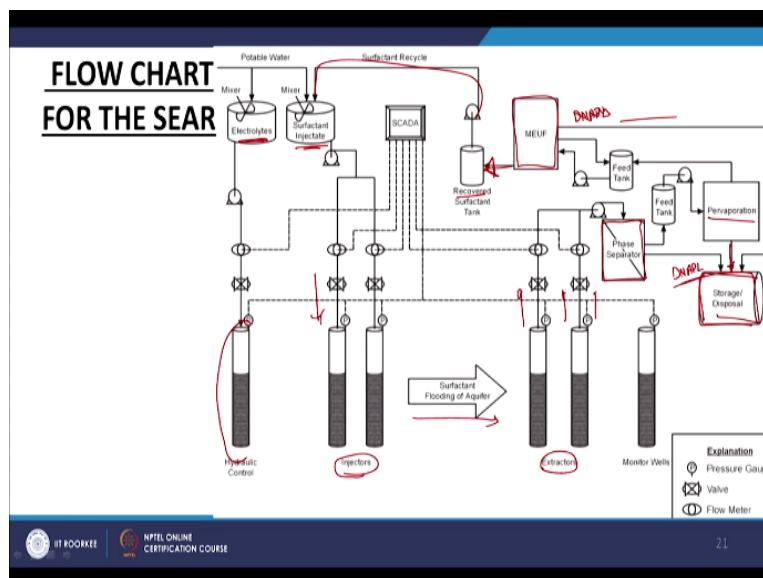 FLOW CHART
FOR THE SEAR
Potable Water
Surfactant Recycle
Mixer
Mixer
Electrolytes
Surfactant
Injectate
SCADA
Recovered
Surfactant
Tank
MEUF
Feed
Tank
Feed
Tank
Pervaporation
Phase
Separator
DNAPL
Storage/
Disposal
P
P
P
P
P
P
Surfactant
Flooding of Aquifer
Hydraulic
Control
Injectors
Extractors
Monitor Wells
Explanation
P Pressure Gau
Valve
Flow Meter
IIT ROORKEE
NPTEL ONLINE
CERTIFICATION COURSE
21